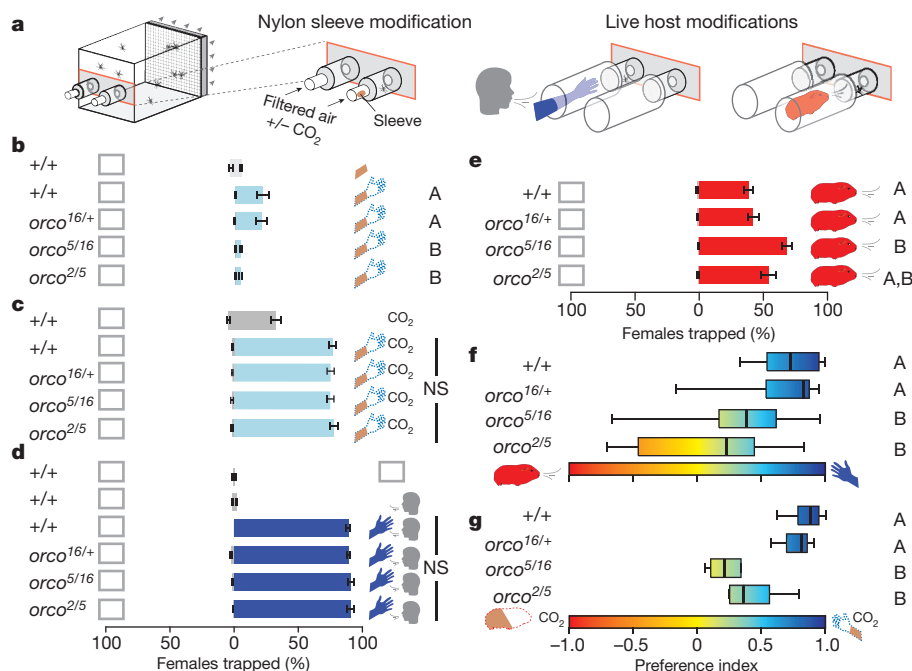 a
Nylon sleeve modification
Live host modifications
Filtered air
+/− CO2
Sleeve
b
+/+
+/+ A
orco16/+ A
orco5/16 B
orco2/5 B
c
+/+ CO2
+/+ CO2
orco16/+ CO2
NS
orco5/16 CO2
orco2/5 CO2
d
+/+
+/+
+/+
orco16/+
NS
orco5/16
orco2/5
100 50 0 50 100
Females trapped (%)
e
+/+ A
orco16/+ A
orco5/16 B
orco2/5 A,B
100 0 50 100
Females trapped (%)
f
+/+ A
orco16/+ A
orco5/16 B
orco2/5 B
g
+/+ A
orco16/+ A
orco5/16 B
orco2/5 B
CO2 CO2
−1.0 −0.5 0 0.5 1.0
Preference index